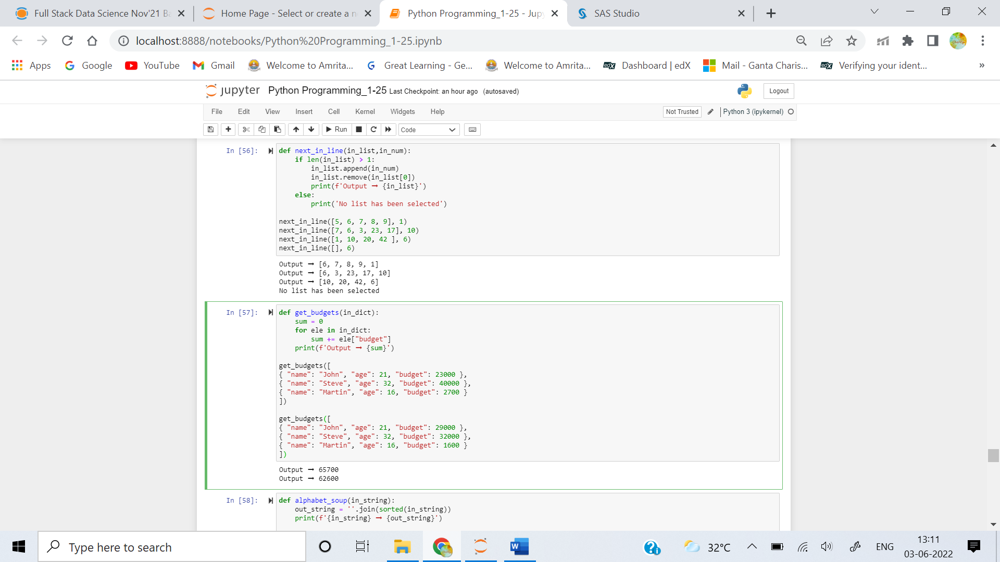 Full Stack Data Science Nov'21 Ba
Home Page - Select or create a n
Python Programming_1-25 - Jupy
SAS Studio
localhost:8888/notebooks/Python%20Programming_1-25.ipynb
Apps Google YouTube Gmail Welcome to Amrita... Great Learning - Ge... Welcome to Amrita... Dashboard | edX Mail - Ganta Charis... Verifying your ident... »
jupyter Python Programming_1-25 Last Checkpoint: an hour ago (autosaved) Logout
File Edit View Insert Cell Kernel Widgets Help Not Trusted Python 3 (ipykernel)
Run Code
In [56]: def next_in_line(in_list,in_num):
    if len(in_list) > 1:
        in_list.append(in_num)
        in_list.remove(in_list[0])
        print(f'Output ➞ {in_list}')
    else:
        print('No list has been selected')
next_in_line([5, 6, 7, 8, 9], 1)
next_in_line([7, 6, 3, 23, 17], 10)
next_in_line([1, 10, 20, 42 ], 6)
next_in_line([], 6)
Output ➞ [6, 7, 8, 9, 1]
Output ➞ [6, 3, 23, 17, 10]
Output ➞ [10, 20, 42, 6]
No list has been selected
In [57]: def get_budgets(in_dict):
    sum = 0
    for ele in in_dict:
        sum += ele["budget"]
    print(f'Output ➞ {sum}')
get_budgets([
{ "name": "John", "age": 21, "budget": 23000 },
{ "name": "Steve", "age": 32, "budget": 40000 },
{ "name": "Martin", "age": 16, "budget": 2700 }
])
get_budgets([
{ "name": "John", "age": 21, "budget": 29000 },
{ "name": "Steve", "age": 32, "budget": 32000 },
{ "name": "Martin", "age": 16, "budget": 1600 }
])
Output ➞ 65700
Output ➞ 62600
In [58]: def alphabet_soup(in_string):
    out_string = ''.join(sorted(in_string))
    print(f'{in_string} ➞ {out_string}')
Type here to search
32°C
ENG
13:11
03-06-2022